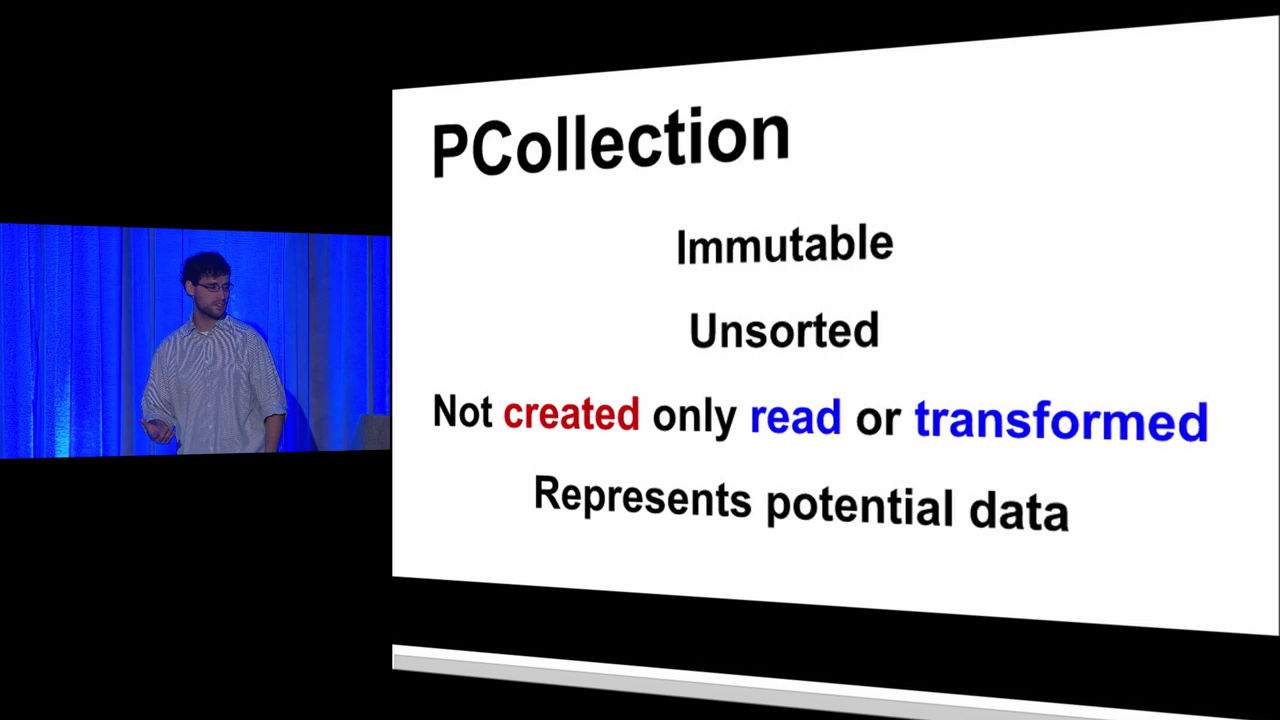 PCollection
Immutable
Unsorted
Not created only read or transformed
Represents potential data